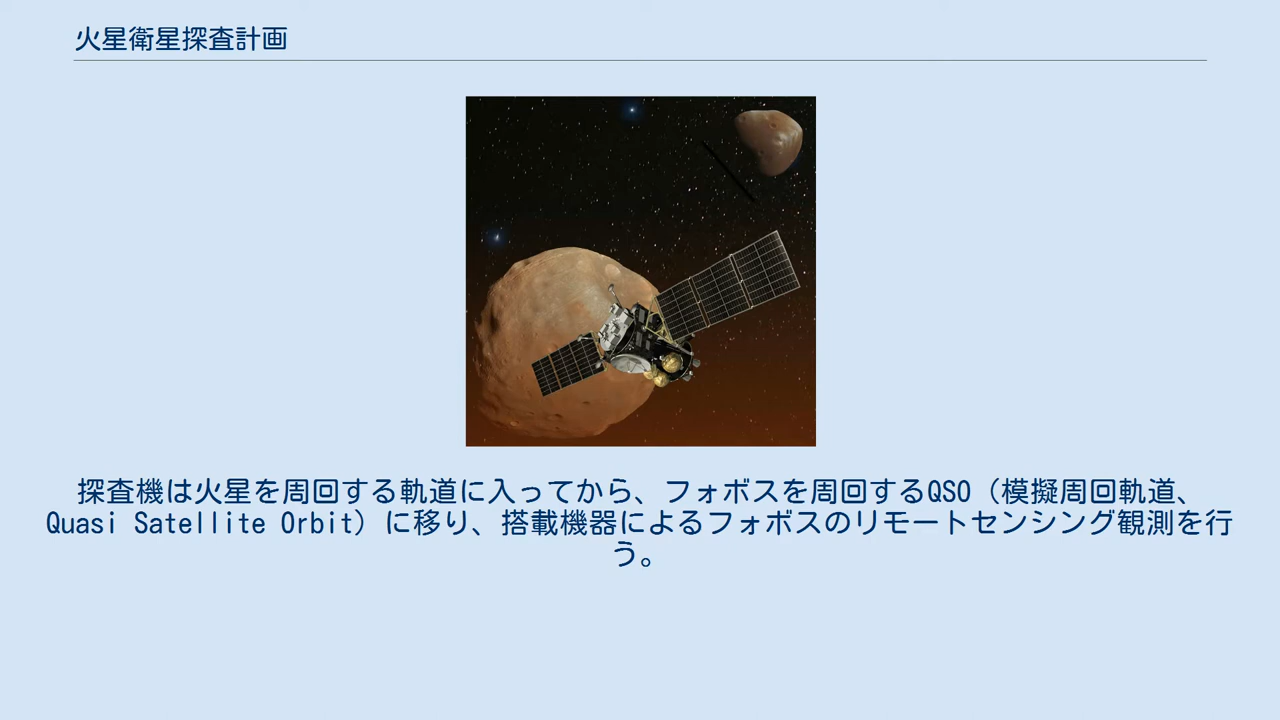 火星衛星探査計画
探査機は火星を周回する軌道に入ってから、フォボスを周回するQSO（模擬周回軌道、
Quasi Satellite Orbit）に移り、搭載機器によるフォボスのリモートセンシング観測を行
う。